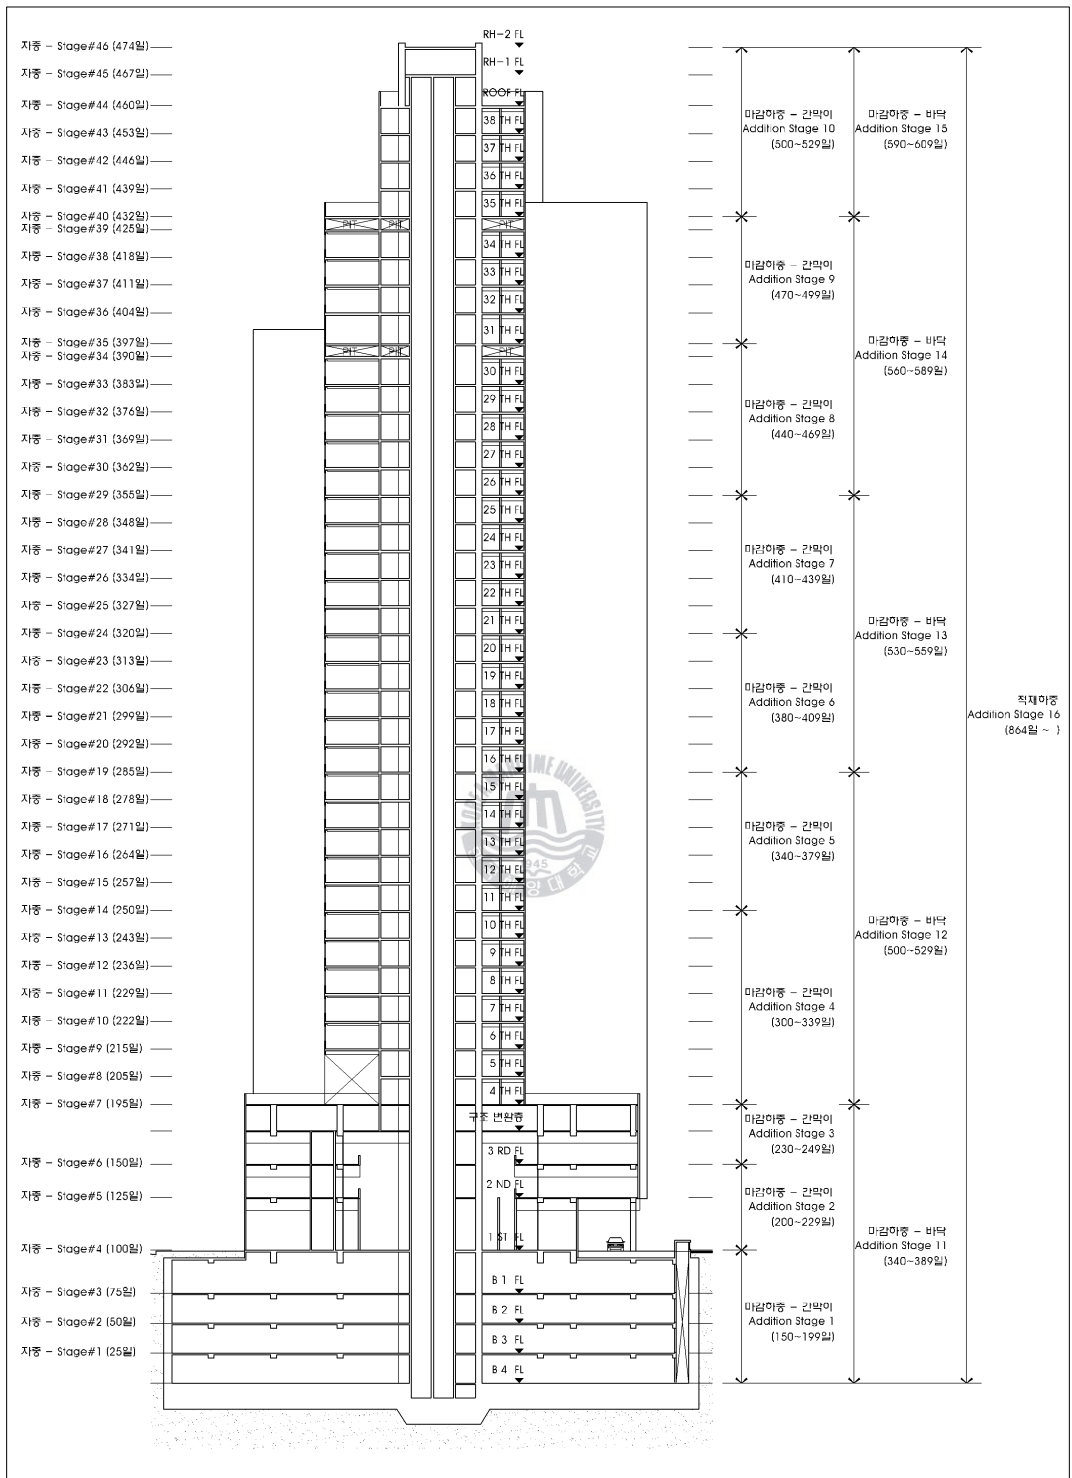 자중 - Stage#46 (474일)
자중 - Stage#45 (467일)
자중 - Stage#44 (460일)
자중 - Stage#43 (453일)
자중 - Stage#42 (446일)
자중 - Stage#41 (439일)
자중 - Stage#40 (432일)
자중 - Stage#39 (425일)
자중 - Stage#38 (418일)
자중 - Stage#37 (411일)
자중 - Stage#36 (404일)
자중 - Stage#35 (397일)
자중 - Stage#34 (390일)
자중 - Stage#33 (383일)
자중 - Stage#32 (376일)
자중 - Stage#31 (369일)
자중 - Stage#30 (362일)
자중 - Stage#29 (355일)
자중 - Stage#28 (348일)
자중 - Stage#27 (341일)
자중 - Stage#26 (334일)
자중 - Stage#25 (327일)
자중 - Stage#24 (320일)
자중 - Stage#23 (313일)
자중 - Stage#22 (306일)
자중 - Stage#21 (299일)
자중 - Stage#20 (292일)
자중 - Stage#19 (285일)
자중 - Stage#18 (278일)
자중 - Stage#17 (271일)
자중 - Stage#16 (264일)
자중 - Stage#15 (257일)
자중 - Stage#14 (250일)
자중 - Stage#13 (243일)
자중 - Stage#12 (236일)
자중 - Stage#11 (229일)
자중 - Stage#10 (222일)
자중 - Stage#9 (215일)
자중 - Stage#8 (205일)
자중 - Stage#7 (195일)
자중 - Stage#6 (150일)
자중 - Stage#5 (125일)
자중 - Stage#4 (100일)
자중 - Stage#3 (75일)
자중 - Stage#2 (50일)
자중 - Stage#1 (25일)
RH-2 FL
RH-1 FL
ROOF FL
38 TH FL
37 TH FL
36 TH FL
35 TH FL
PIT PIT PIT
34 TH FL
33 TH FL
32 TH FL
31 TH FL
PIT PIT PIT
30 TH FL
29 TH FL
28 TH FL
27 TH FL
26 TH FL
25 TH FL
24 TH FL
23 TH FL
22 TH FL
21 TH FL
20 TH FL
19 TH FL
18 TH FL
17 TH FL
16 TH FL
15 TH FL
14 TH FL
13 TH FL
12 TH FL
11 TH FL
10 TH FL
9 TH FL
8 TH FL
7 TH FL
6 TH FL
5 TH FL
4 TH FL
구조 변환층
3 RD FL
2 ND FL
1 ST FL
B 1 FL
B 2 FL
B 3 FL
B 4 FL
KOREA MARITIME UNIVERSITY
1945
한국해양대학교
마감하중 - 간막이
Addition Stage 10
(500~529일)
마감하중 - 간막이
Addition Stage 9
(470~499일)
마감하중 - 간막이
Addition Stage 8
(440~469일)
마감하중 - 간막이
Addition Stage 7
(410~439일)
마감하중 - 간막이
Addition Stage 6
(380~409일)
마감하중 - 간막이
Addition Stage 5
(340~379일)
마감하중 - 간막이
Addition Stage 4
(300~339일)
마감하중 - 간막이
Addition Stage 3
(230~249일)
마감하중 - 간막이
Addition Stage 2
(200~229일)
마감하중 - 간막이
Addition Stage 1
(150~199일)
마감하중 - 바닥
Addition Stage 15
(590~609일)
마감하중 - 바닥
Addition Stage 14
(560~589일)
마감하중 - 바닥
Addition Stage 13
(530~559일)
마감하중 - 바닥
Addition Stage 12
(500~529일)
마감하중 - 바닥
Addition Stage 11
(340~389일)
적재하중
Addition Stage 16
(864일 ~ )